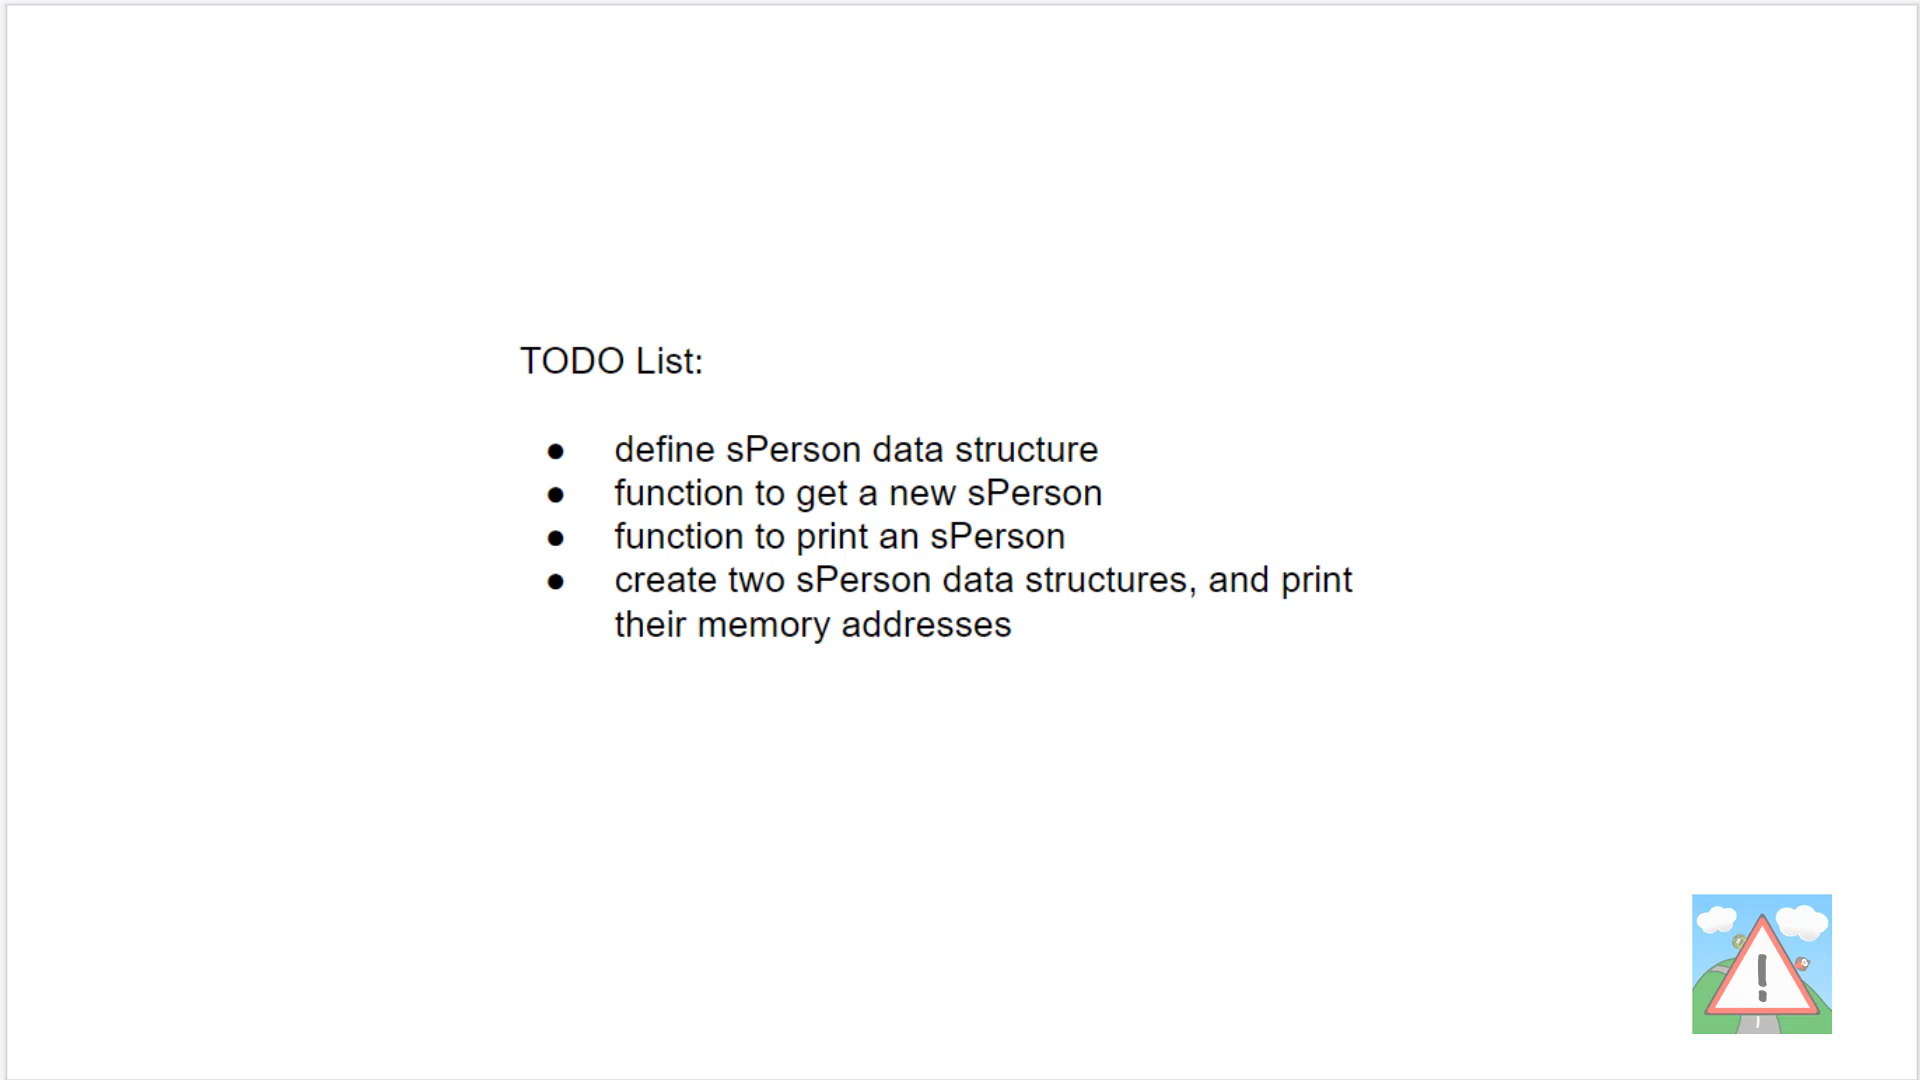 TODO List:
● define sPerson data structure
● function to get a new sPerson
● function to print an sPerson
● create two sPerson data structures, and print
their memory addresses